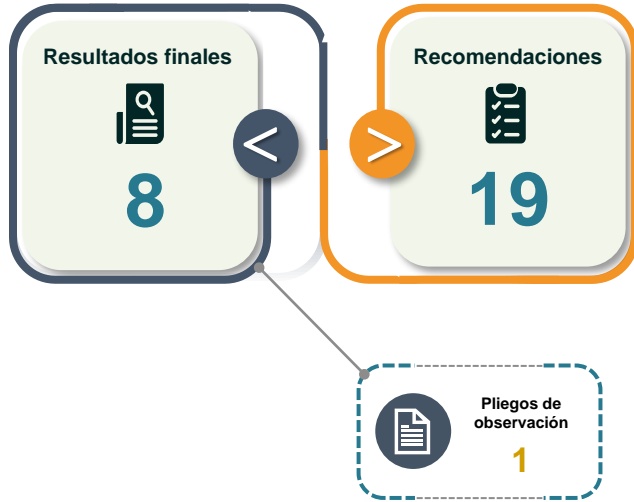 Resultados finales
8
<
>
Recomendaciones
19
Pliegos de
observación
1